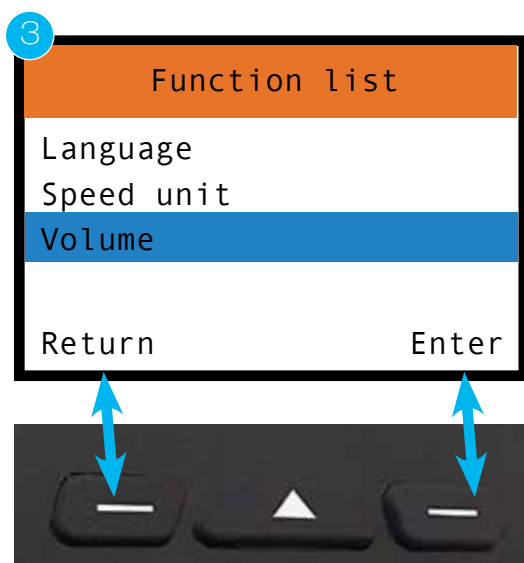 3
Function list
Language
Speed unit
Volume
Return Enter